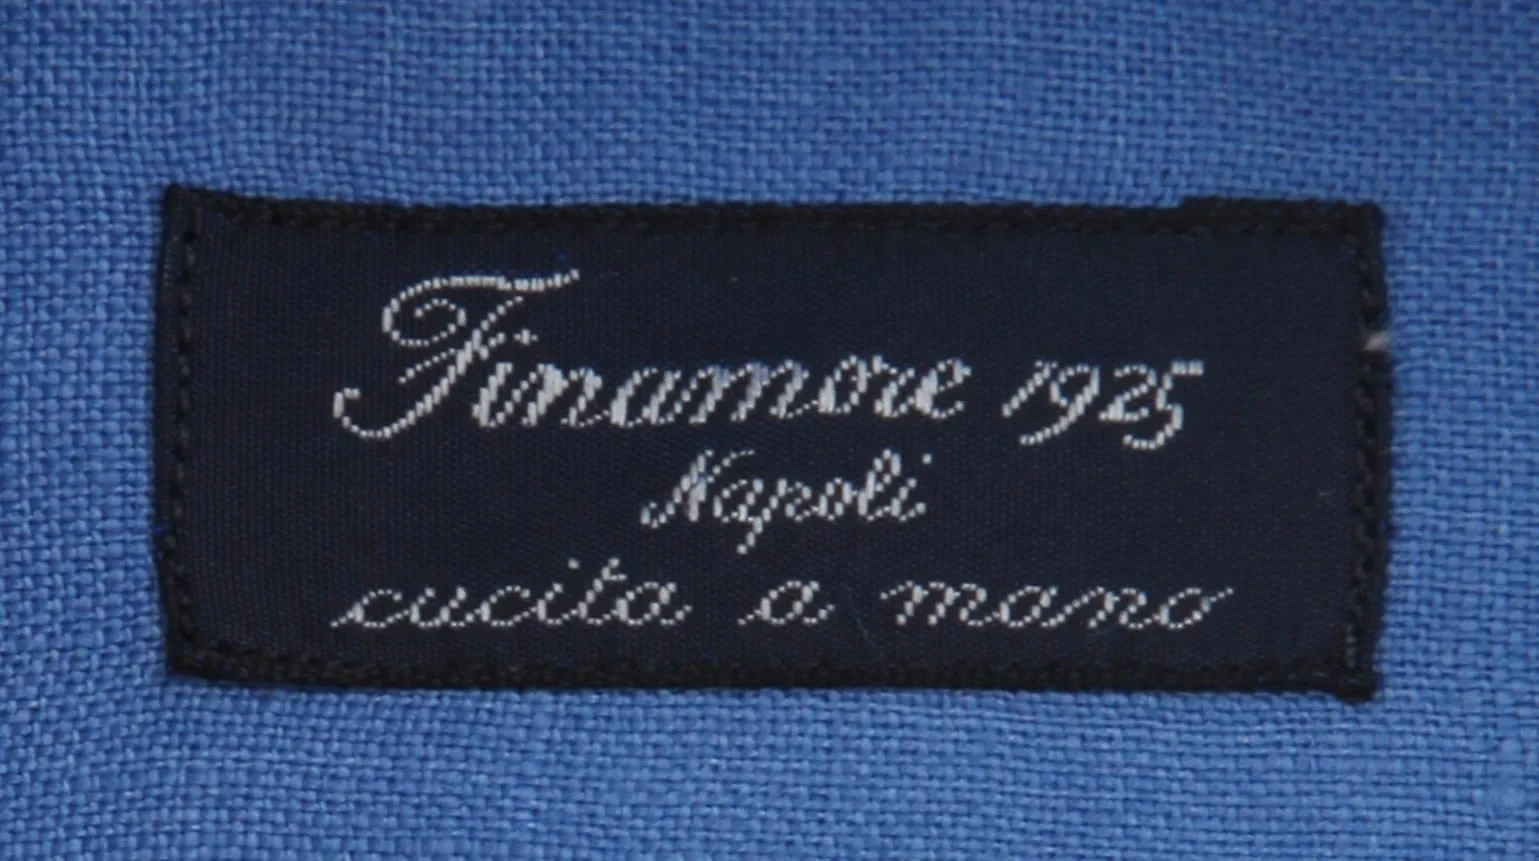 Finamore 1925
Napoli
cucita a mano